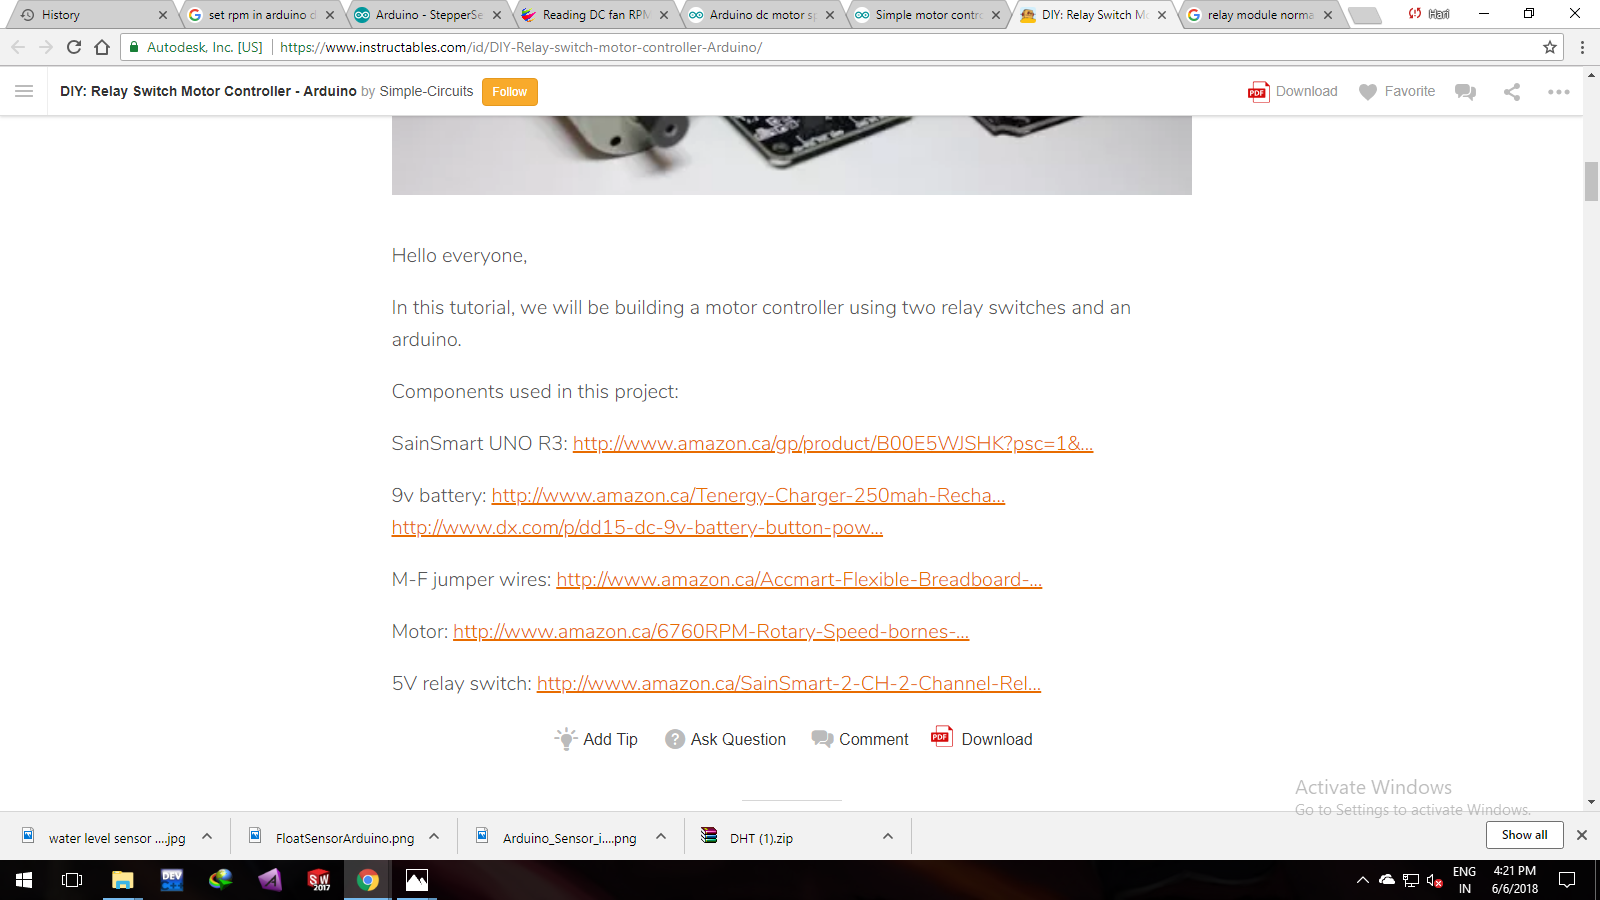 History
set rpm in arduino d
Arduino - StepperSe
Reading DC fan RPM
Arduino dc motor sp
Simple motor contro
DIY: Relay Switch Mo
relay module norma
Hari
Autodesk, Inc. [US]
https://www.instructables.com/id/DIY-Relay-switch-motor-controller-Arduino/
DIY: Relay Switch Motor Controller - Arduino by Simple-Circuits
Follow
PDF Download
Favorite
Hello everyone,
In this tutorial, we will be building a motor controller using two relay switches and an
arduino.
Components used in this project:
SainSmart UNO R3: http://www.amazon.ca/gp/product/B00E5WJSHK?psc=1&...
9v battery: http://www.amazon.ca/Tenergy-Charger-250mah-Recha...
http://www.dx.com/p/dd15-dc-9v-battery-button-pow...
M-F jumper wires: http://www.amazon.ca/Accmart-Flexible-Breadboard-...
Motor: http://www.amazon.ca/6760RPM-Rotary-Speed-bornes-...
5V relay switch: http://www.amazon.ca/SainSmart-2-CH-2-Channel-Rel...
Add Tip
? Ask Question
Comment
PDF Download
Activate Windows
Go to Settings to activate Windows.
water level sensor ....jpg
FloatSensorArduino.png
Arduino_Sensor_i....png
DHT (1).zip
Show all
DEV
SW
2017
ENG
IN
4:21 PM
6/6/2018